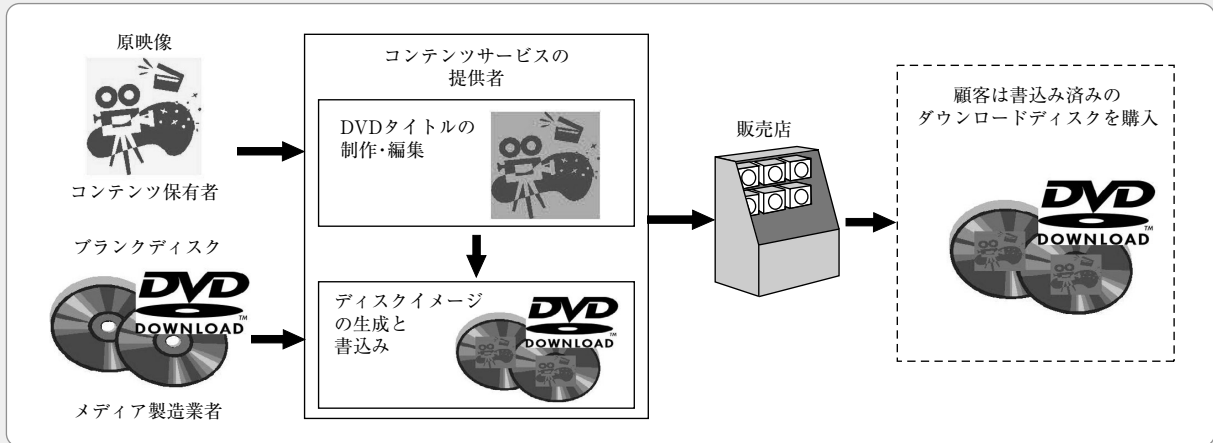 原映像
コンテンツ保有者
ブランクディスク
DVD
DOWNLOAD™
メディア製造業者
コンテンツサービスの
提供者
DVDタイトルの
制作・編集
ディスクイメージ
の生成と
書込み
DVD
DOWNLOAD™
販売店
顧客は書込み済みの
ダウンロードディスクを購入
DVD
DOWNLOAD™